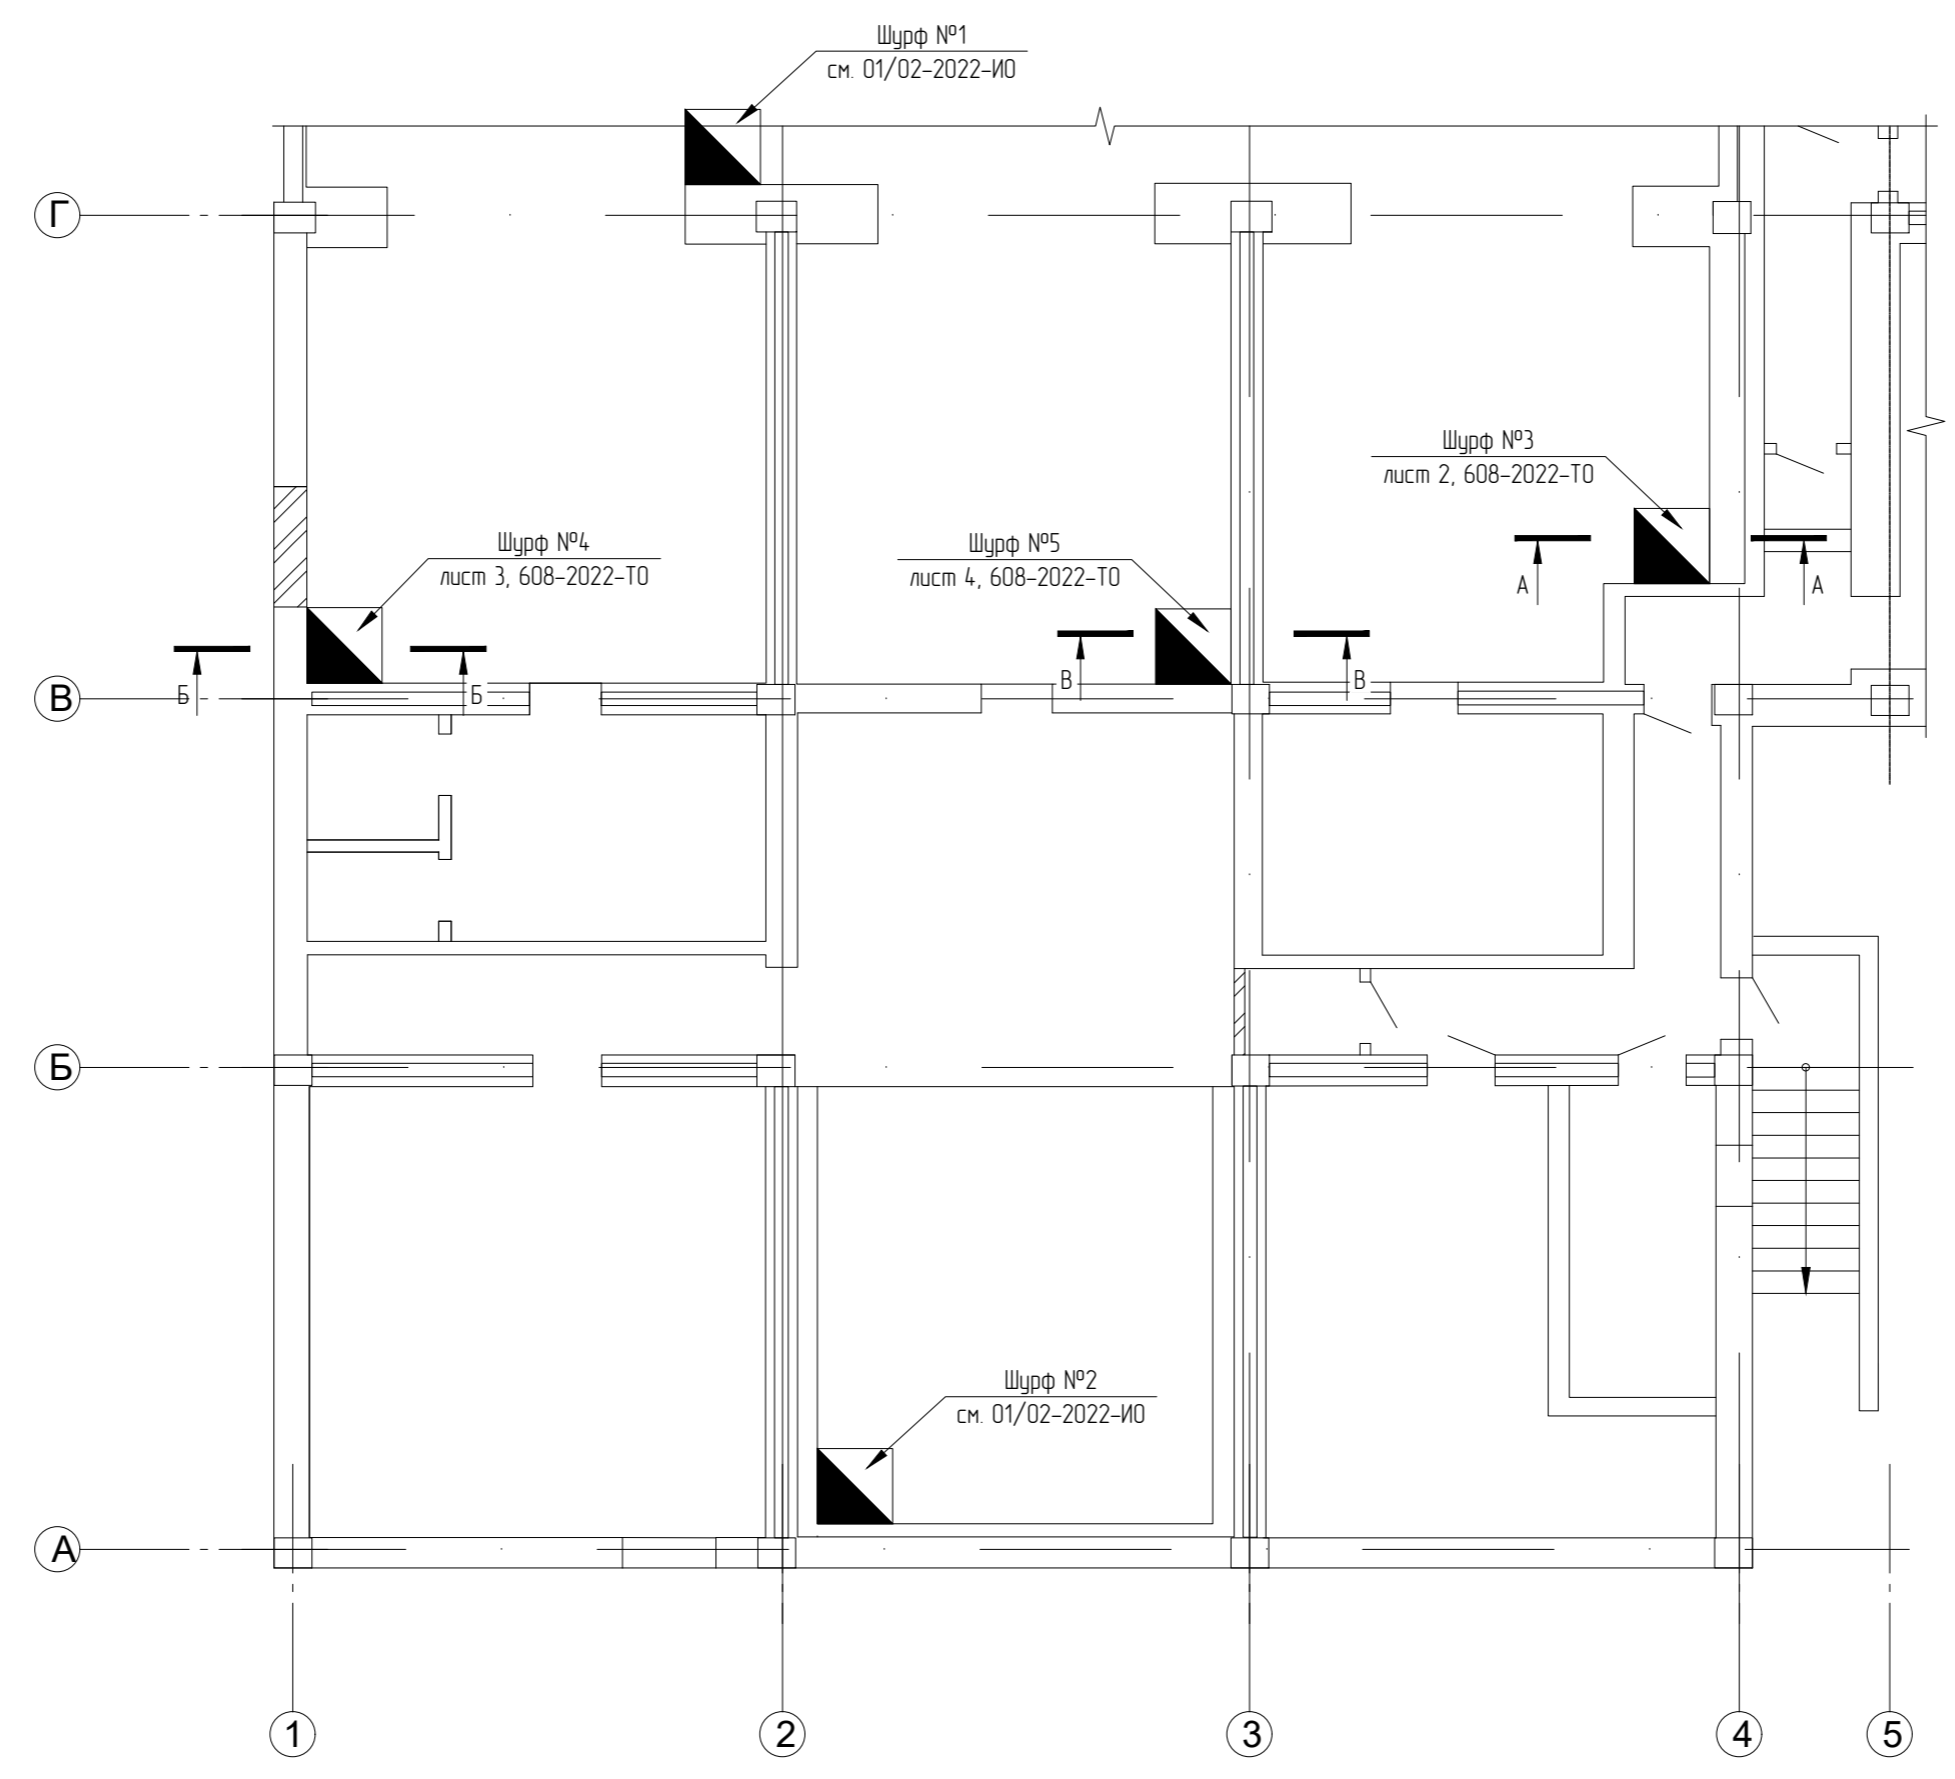 Шурф №1
см. 01/02-2022-ИО
Г
Шурф №3
лист 2, 608-2022-ТО
Шурф №4
лист 3, 608-2022-ТО
Шурф №5
лист 4, 608-2022-ТО
А
А
Б
Б
В
В
В
Б
Шурф №2
см. 01/02-2022-ИО
А
1
2
3
4
5